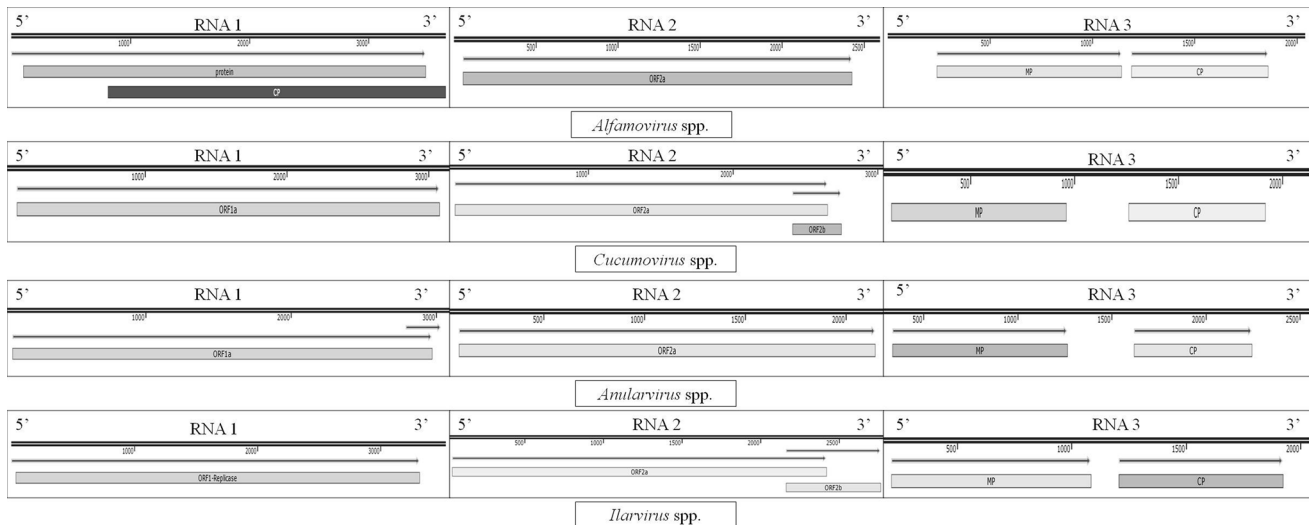 5’ RNA 1 3’ 5’ RNA 2 3’ 5’ RNA 3 3’
1000 2000 3000 500 1000 1500 2000 2500 500 1000 1500 2000
protein ORF2a MP CP
CP
Alfamovirus spp.
5’ RNA 1 3’ 5’ RNA 2 3’ 5’ RNA 3 3’
1000 2000 3000 1000 2000 3000 500 1000 1500 2000
ORF1a ORF2a MP CP
ORF2b
Cucumovirus spp.
5’ RNA 1 3’ 5’ RNA 2 3’ 5’ RNA 3 3’
1000 2000 3000 500 1000 1500 2000 500 1000 1500 2000 2500
ORF1a ORF2a MP CP
Anularvirus spp.
5’ RNA 1 3’ 5’ RNA 2 3’ 5’ RNA 3 3’
1000 2000 3000 500 1000 1500 2000 2500 500 1000 1500 2000
ORF1-Replicase ORF2a MP CP
ORF2b
Ilarvirus spp.